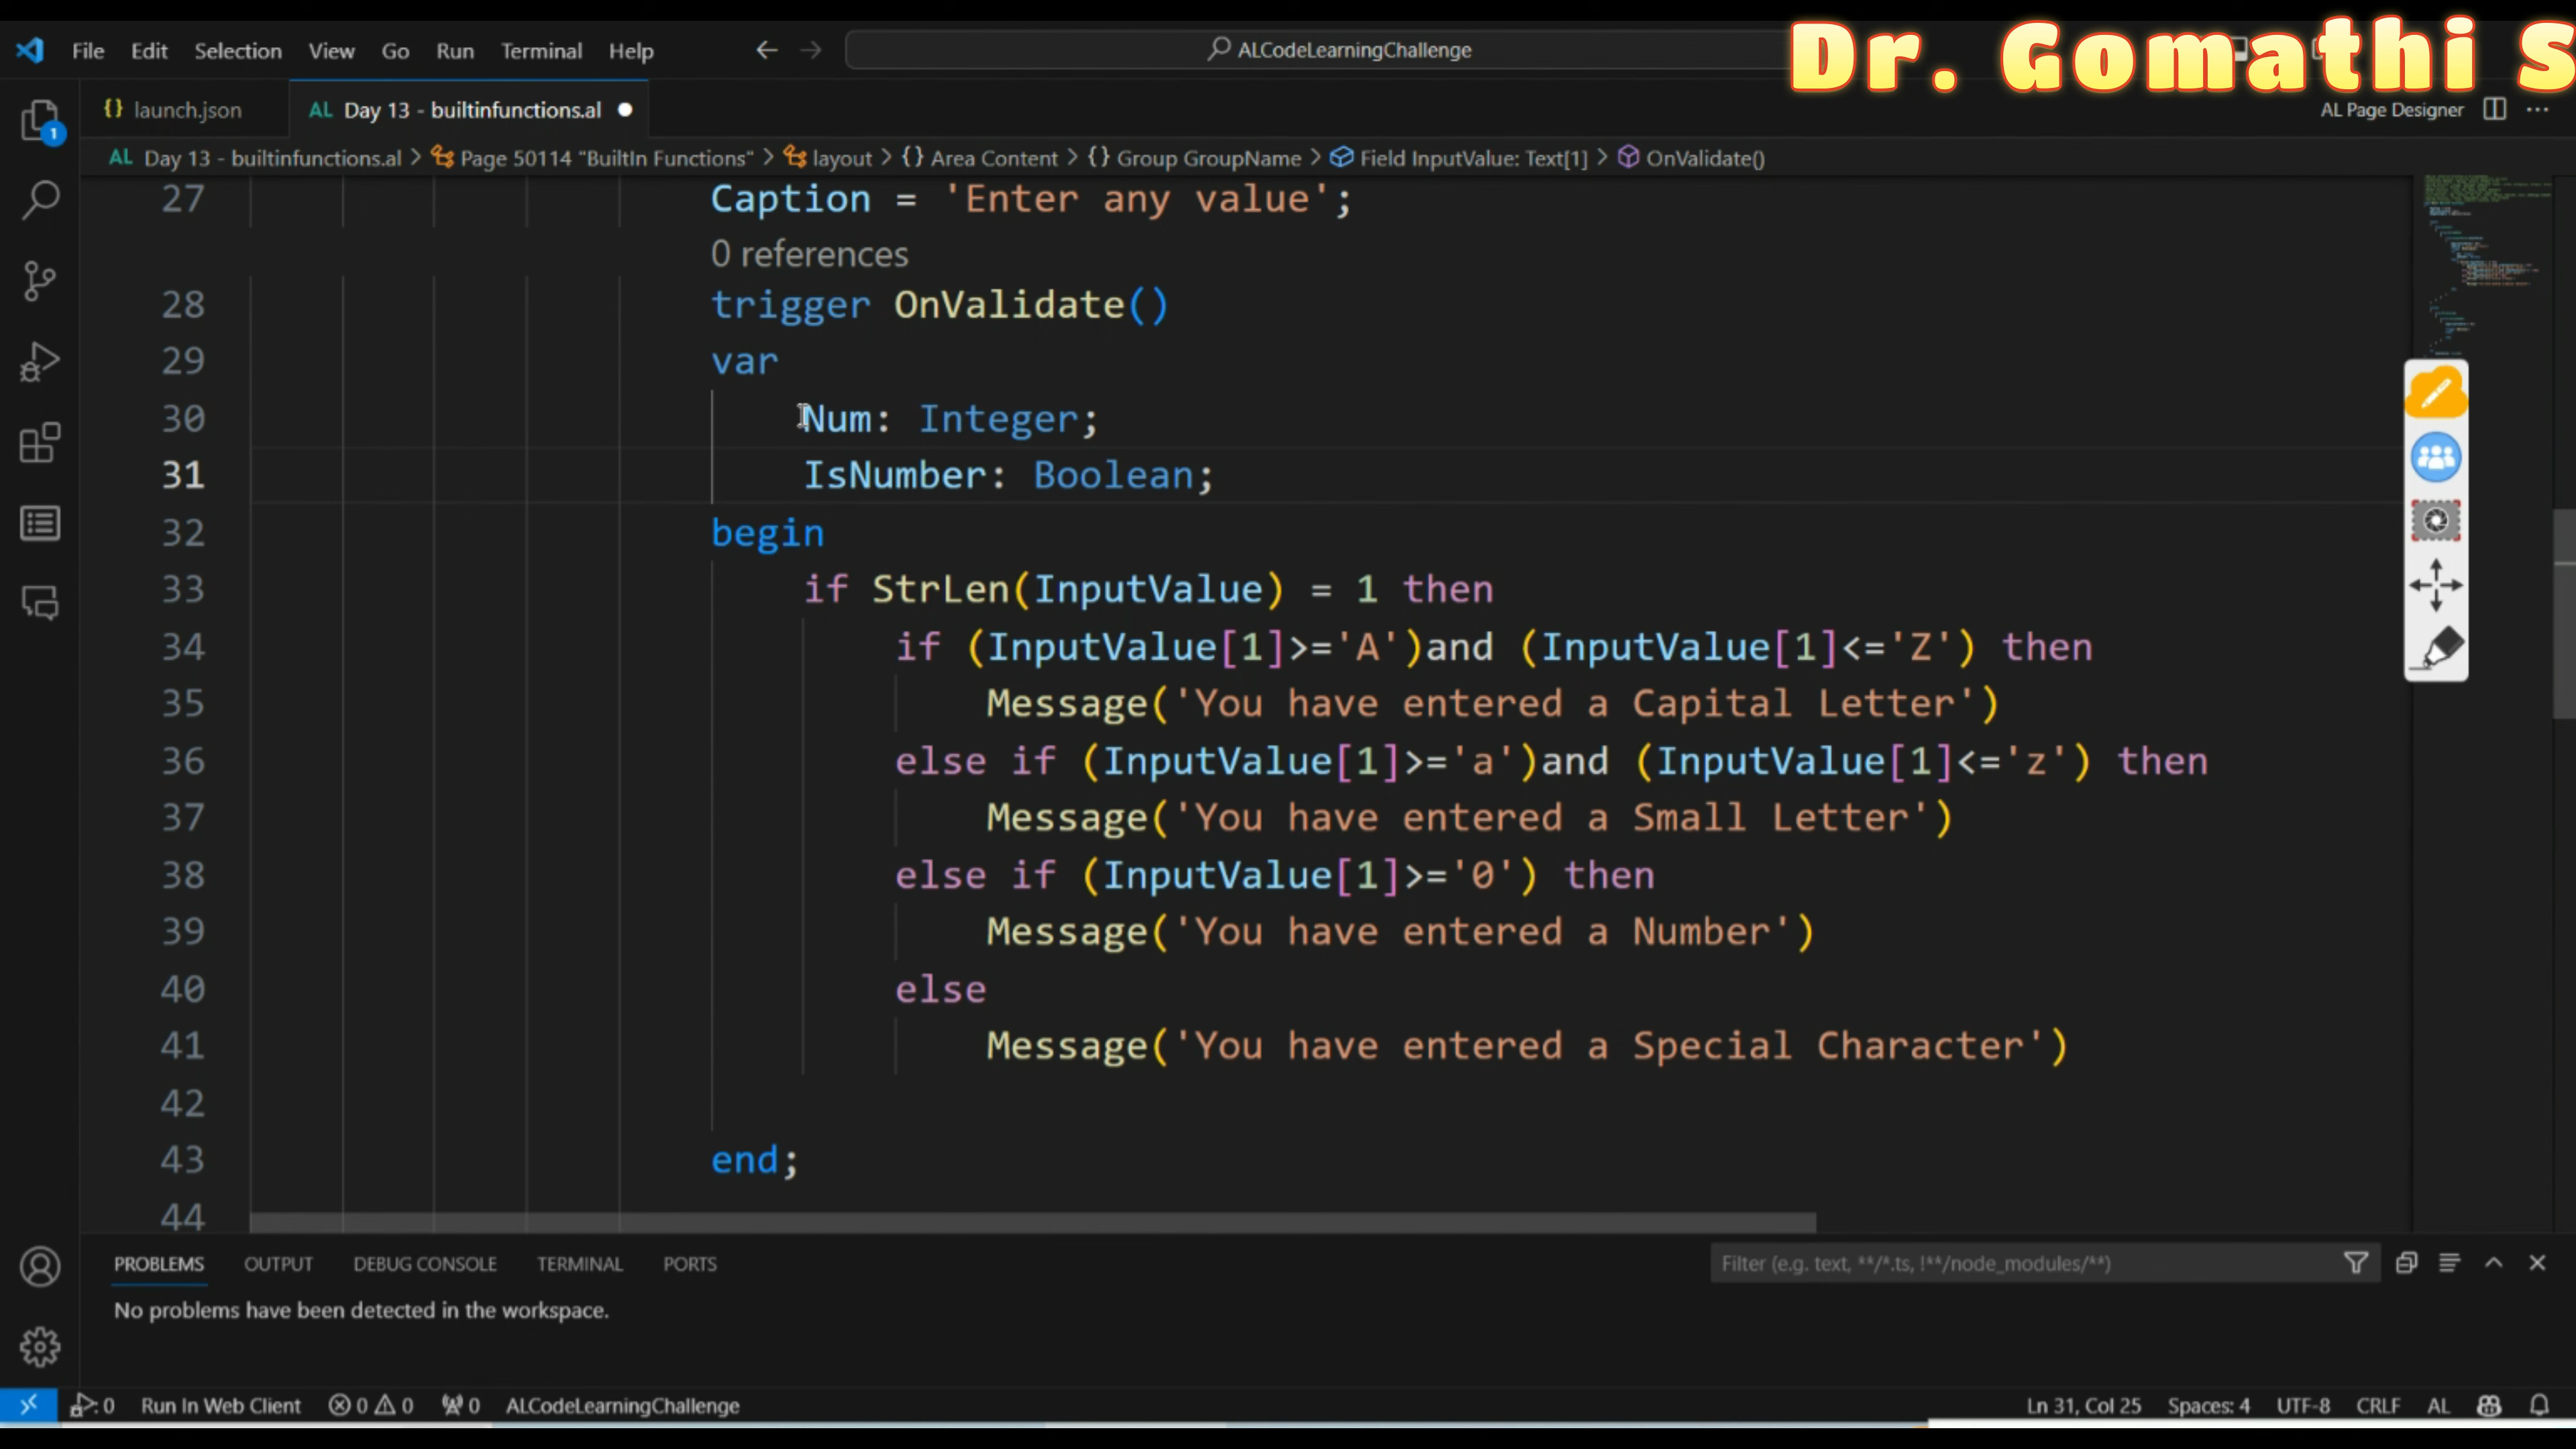 Dr. Gomathi S
File Edit Selection View Go Run Terminal Help
ALCodeLearningChallenge
{} launch.json
AL Day 13 - builtinfunctions.al
AL Page Designer
AL Day 13 - builtinfunctions.al > Page 50114 "BuiltIn Functions" > layout > {} Area Content > {} Group GroupName > Field InputValue: Text[1] > OnValidate()
27 Caption = 'Enter any value';
0 references
28 trigger OnValidate()
29 var
30 Num: Integer;
31 IsNumber: Boolean;
32 begin
33 if StrLen(InputValue) = 1 then
34 if (InputValue[1]>='A')and (InputValue[1]<='Z') then
35 Message('You have entered a Capital Letter')
36 else if (InputValue[1]>='a')and (InputValue[1]<='z') then
37 Message('You have entered a Small Letter')
38 else if (InputValue[1]>='0') then
39 Message('You have entered a Number')
40 else
41 Message('You have entered a Special Character')
42
43 end;
44
PROBLEMS OUTPUT DEBUG CONSOLE TERMINAL PORTS
Filter (e.g. text, **/*.ts, !**/node_modules/**)
No problems have been detected in the workspace.
0 Run In Web Client 0 0 0 ALCodeLearningChallenge
Ln 31, Col 25 Spaces: 4 UTF-8 CRLF AL